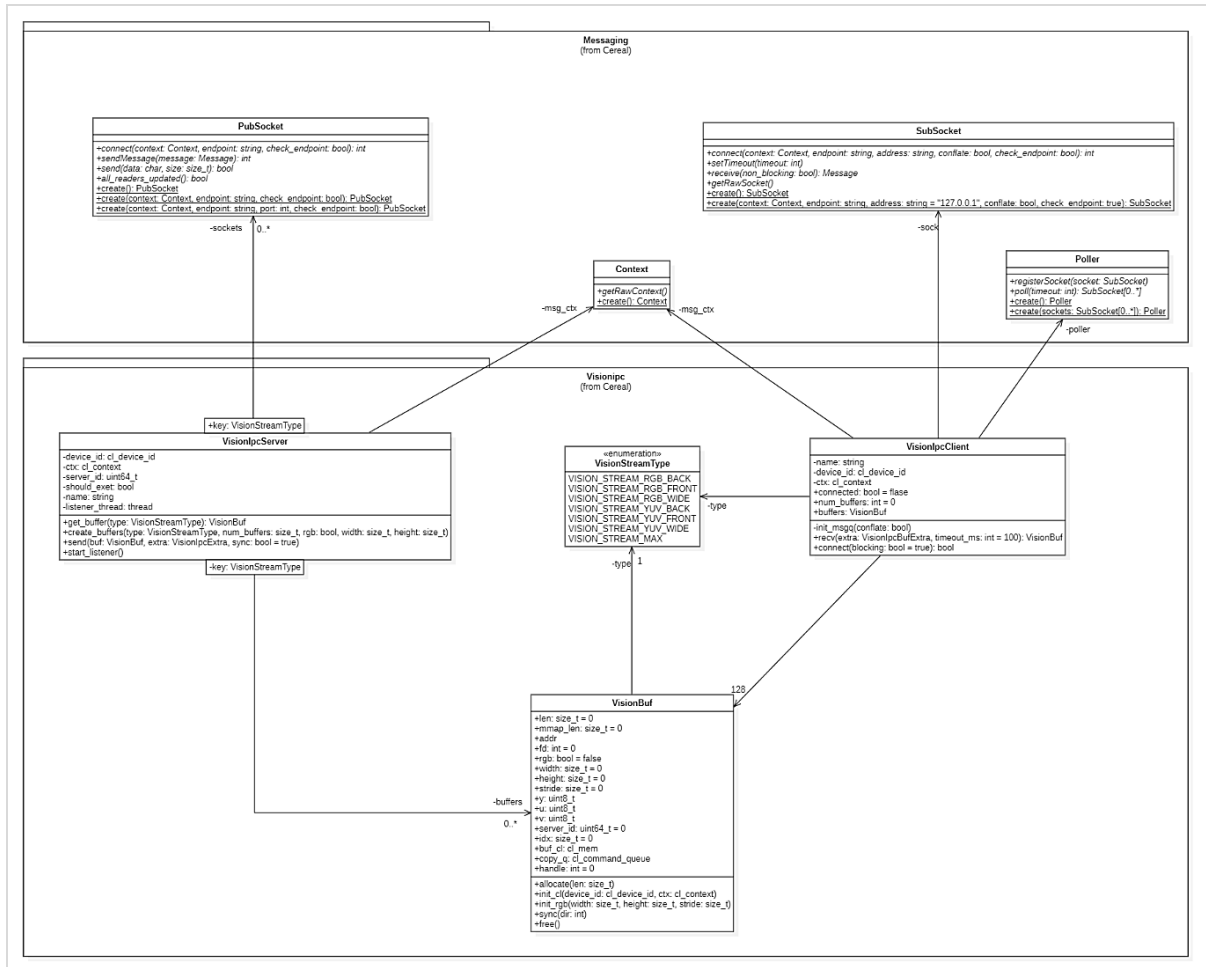 Messaging
(from Cereal)
PubSocket
+connect(context: Context, endpoint: string, check_endpoint: bool): int
+sendMessage(message: Message): int
+send(data: char, size: size_t): bool
+all_readers_updated(): bool
+create(): PubSocket
+create(context: Context, endpoint: string, check_endpoint: bool): PubSocket
+create(context: Context, endpoint: string, port: int, check_endpoint: bool): PubSocket
SubSocket
+connect(context: Context, endpoint: string, address: string, conflate: bool, check_endpoint: bool): int
+setTimeout(timeout: int)
+receive(non_blocking: bool): Message
+getRawSocket()
+create(): SubSocket
+create(context: Context, endpoint: string, address: string = "127.0.0.1", conflate: bool, check_endpoint: true): SubSocket
-sockets
0..*
-sock
Context
+getRawContext()
+create(): Context
Poller
+registerSocket(socket: SubSocket)
+poll(timeout: int): SubSocket[0..*]
+create(): Poller
+create(sockets: SubSocket[0..*]): Poller
-msg_ctx
-msg_ctx
-poller
Visionipc
(from Cereal)
+key: VisionStreamType
VisionIpcServer
-device_id: cl_device_id
-ctx: cl_context
-server_id: uint64_t
-should_exet: bool
-name: string
-listener_thread: thread
+get_buffer(type: VisionStreamType): VisionBuf
+create_buffers(type: VisionStreamType, num_buffers: size_t, rgb: bool, width: size_t, height: size_t)
+send(buf: VisionBuf, extra: VisionIpcExtra, sync: bool = true)
+start_listener()
-key: VisionStreamType
«enumeration»
VisionStreamType
VISION_STREAM_RGB_BACK
VISION_STREAM_RGB_FRONT
VISION_STREAM_RGB_WIDE
VISION_STREAM_YUV_BACK
VISION_STREAM_YUV_FRONT
VISION_STREAM_YUV_WIDE
VISION_STREAM_MAX
VisionIpcClient
-name: string
-device_id: cl_device_id
-ctx: cl_context
+connected: bool = flase
+num_buffers: int = 0
+buffers: VisionBuf
-init_msgq(conflate: bool)
+recv(extra: VisionIpcBufExtra, timeout_ms: int = 100): VisionBuf
+connect(blocking: bool = true): bool
-type
-type
1
128
VisionBuf
+len: size_t = 0
+mmap_len: size_t = 0
+addr
+fd: int = 0
+rgb: bool = false
+width: size_t = 0
+height: size_t = 0
+stride: size_t = 0
+y: uint8_t
+u: uint8_t
+v: uint8_t
+server_id: uint64_t = 0
+idx: size_t = 0
+buf_cl: cl_mem
+copy_q: cl_command_queue
+handle: int = 0
+allocate(len: size_t)
+init_cl(device_id: cl_device_id, ctx: cl_context)
+init_rgb(width: size_t, height: size_t, stride: size_t)
+sync(dir: int)
+free()
-buffers
0..*